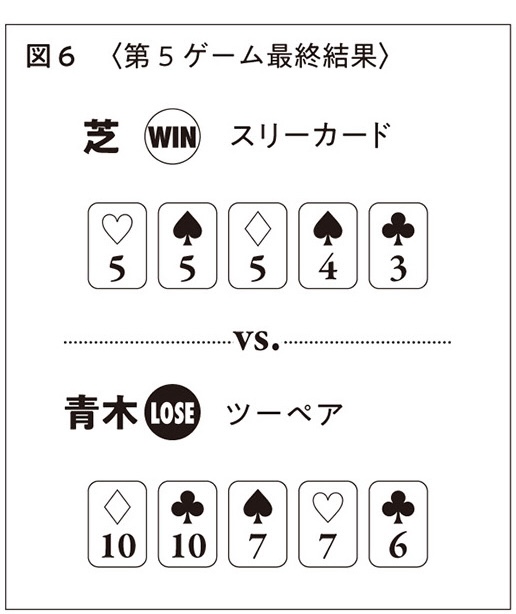 図6 〈第5ゲーム最終結果〉
芝 WIN スリーカード
♡ ♠ ♢ ♠ ♣
5 5 5 4 3
vs.
青木 LOSE ツーペア
♢ ♣ ♠ ♡ ♣
10 10 7 7 6